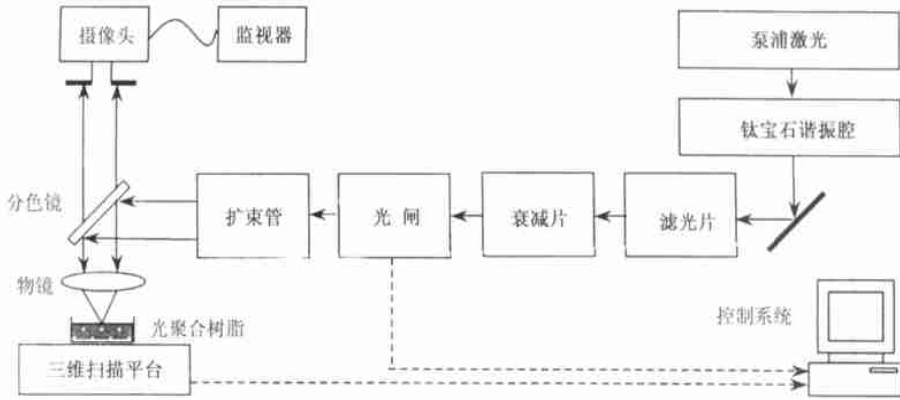 摄像头
监视器
泵浦激光
钛宝石谐振腔
分色镜
扩束管
光 闸
衰减片
滤光片
物镜
光聚合树脂
控制系统
三维扫描平台